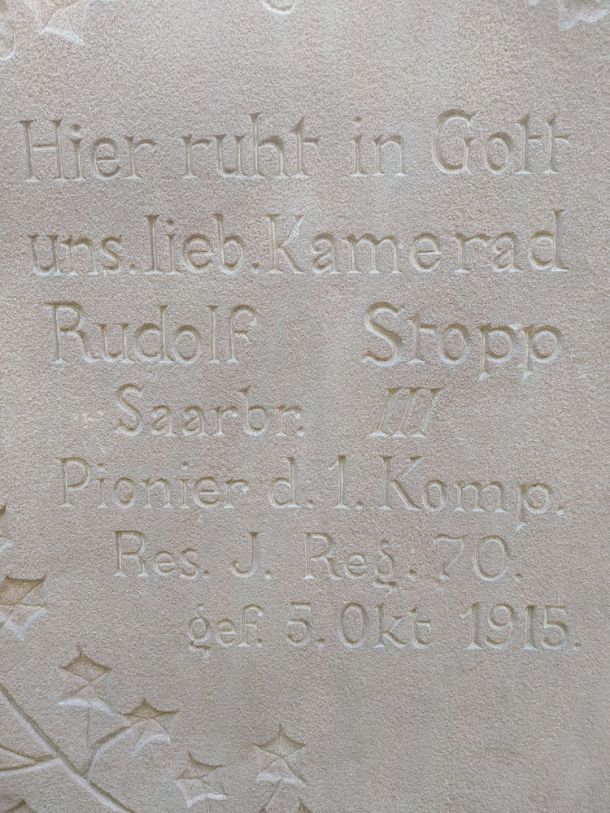 Hier ruht in Gott
uns. lieb. Kamerad
Rudolf Stopp
Saarbr. III
Pionier d. 1. Komp.
Res. J. Reg. 70.
gef. 5. Okt 1915.